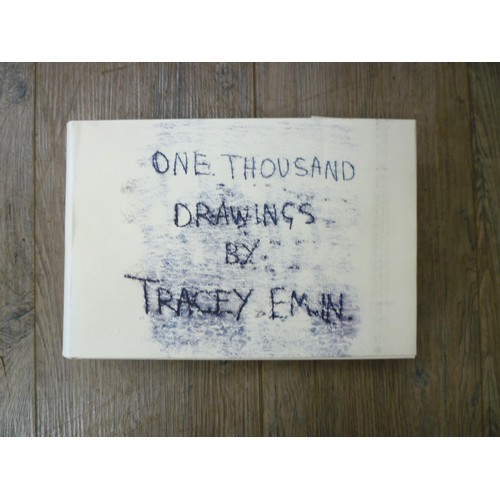 ONE THOUSAND
DRAWINGS
BY
TRACEY EMIN.